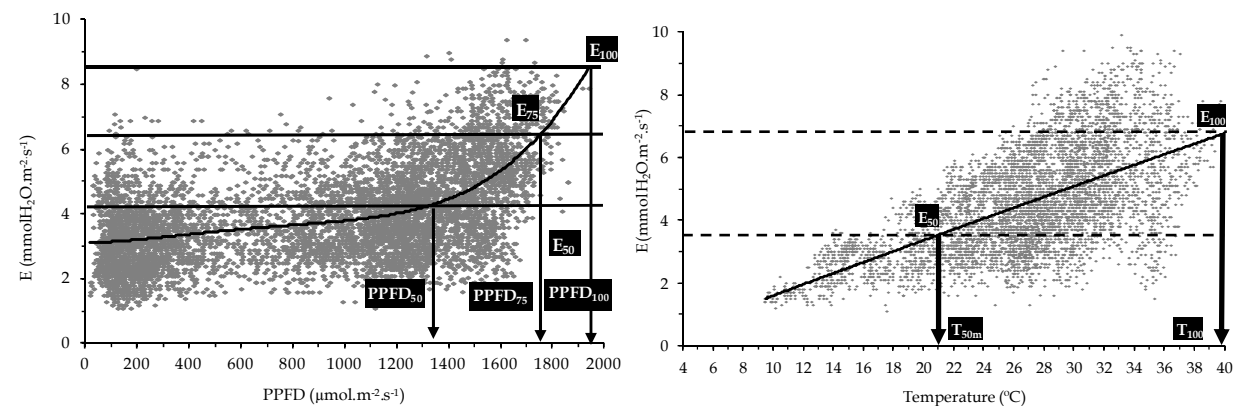 10
8
6
4
2
0
E (mmolH₂O.m⁻².s⁻¹)
E₁₀₀
E₇₅
E₅₀
PPFD₅₀
PPFD₇₅
PPFD₁₀₀
0 200 400 600 800 1000 1200 1400 1600 1800 2000
PPFD (µmol.m⁻².s⁻¹)
10
8
6
4
2
0
E (mmolH₂O.m⁻².s⁻¹)
E₁₀₀
E₅₀
T₅₀ₘ
T₁₀₀
4 6 8 10 12 14 16 18 20 22 24 26 28 30 32 34 36 38 40
Temperature (ºC)